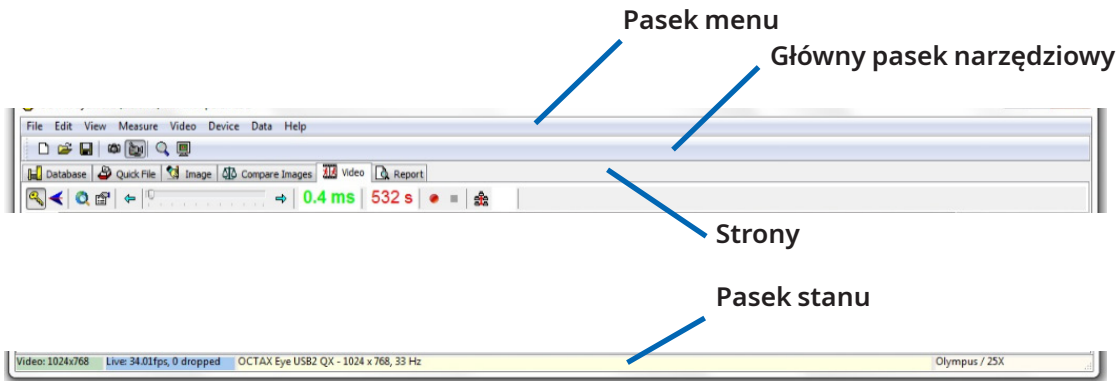 Pasek menu
Główny pasek narzędziowy
File Edit View Measure Video Device Data Help
Database Quick File Image Compare Images Video Report
0.4 ms 532 s
Strony
Pasek stanu
Video: 1024x768 Live: 34.01fps, 0 dropped OCTAX Eye USB2 QX - 1024 x 768, 33 Hz Olympus / 25X